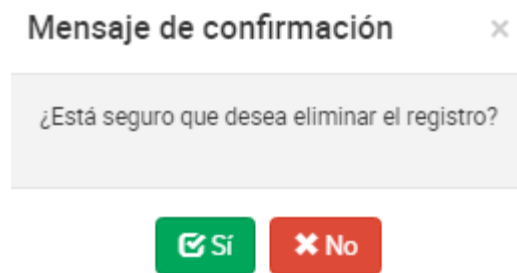 Mensaje de confirmación
¿Está seguro que desea eliminar el registro?
Sí No